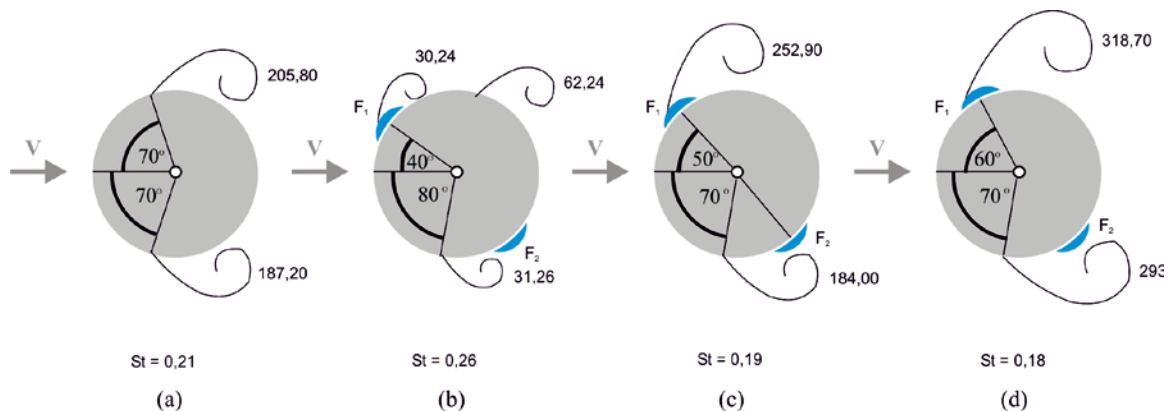 205,80
V
70°
70°
187,20
St = 0,21
(a)
30,24
62,24
F1
V
40°
80°
F2
31,26
St = 0,26
(b)
252,90
F1
V
50°
70°
F2
184,00
St = 0,19
(c)
318,70
F1
V
60°
70°
F2
293
St = 0,18
(d)